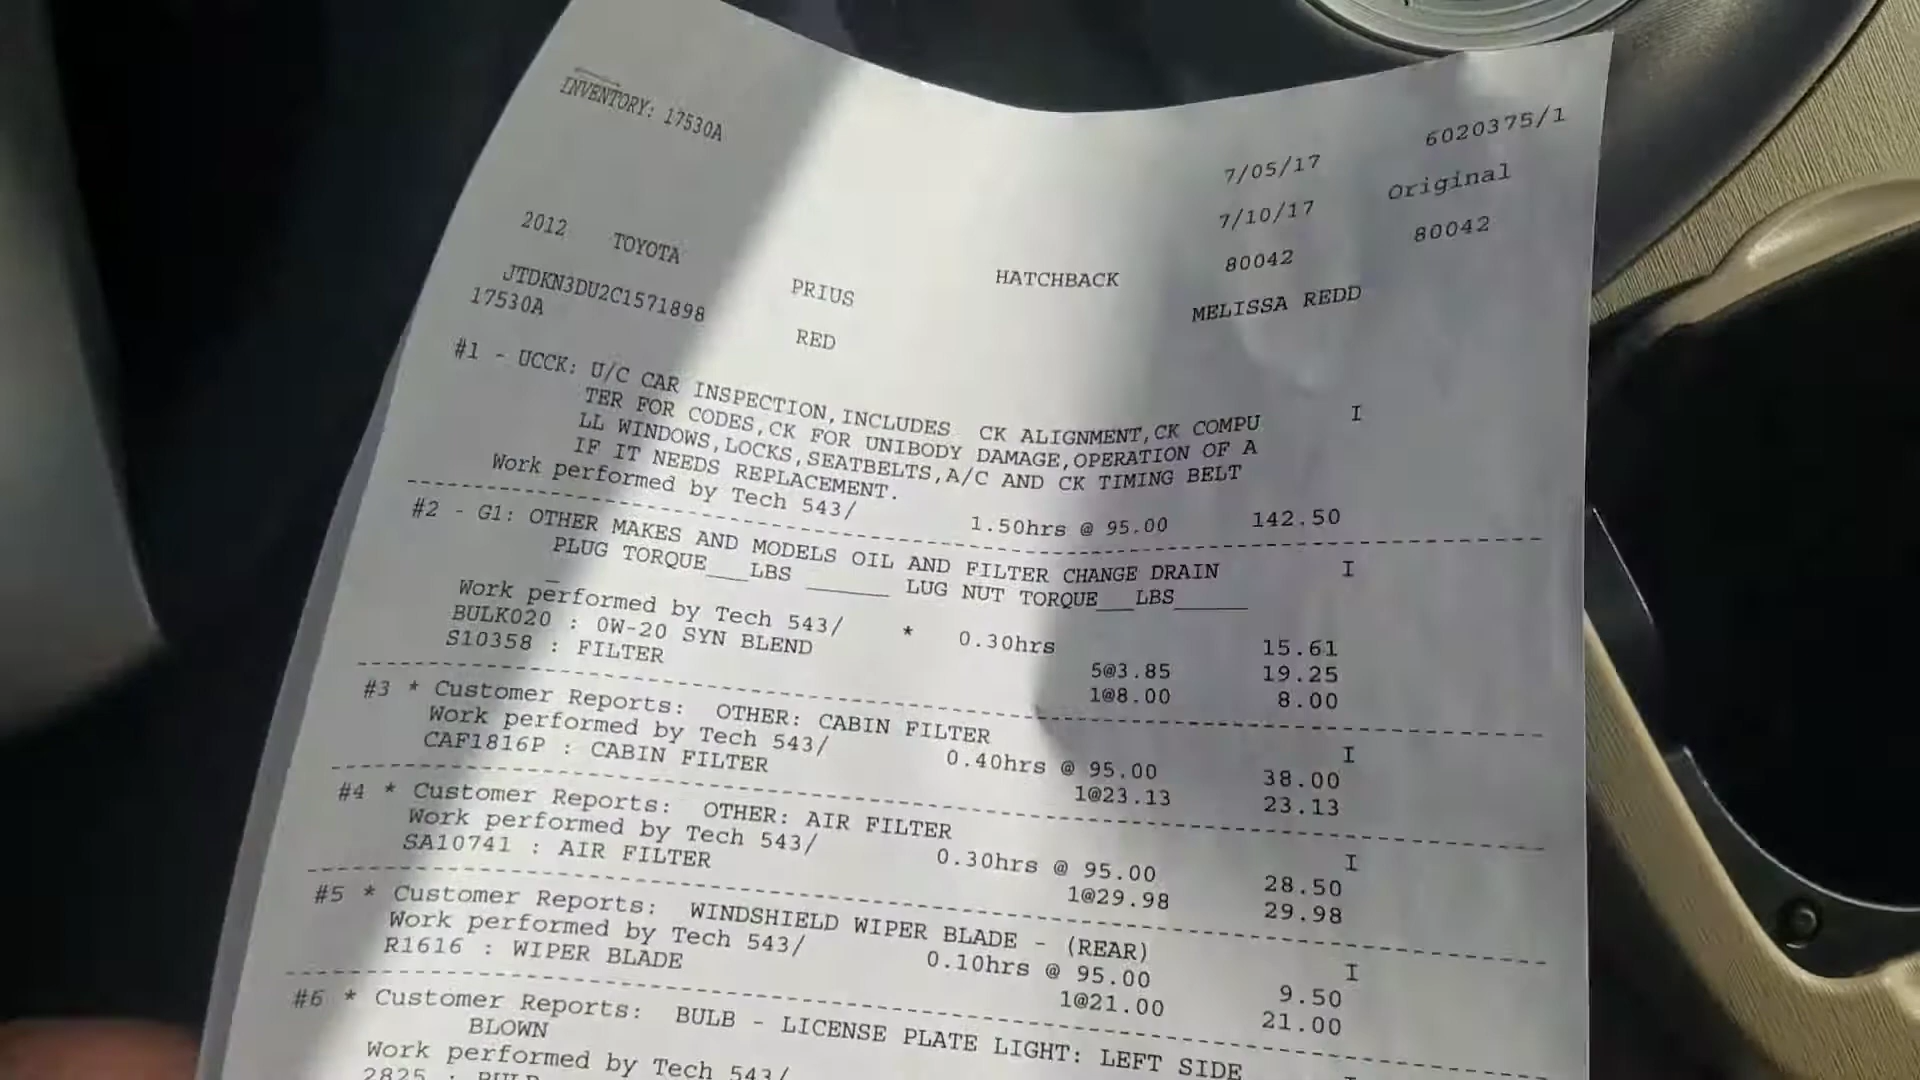 INVENTORY: 17530A
6020375/1
7/05/17
Original
7/10/17
2012 TOYOTA PRIUS HATCHBACK 80042 80042
JTDKN3DU2C1571898 RED MELISSA REDD
17530A
#1 - UCCK: U/C CAR INSPECTION,INCLUDES CK ALIGNMENT,CK COMPU I
TER FOR CODES,CK FOR UNIBODY DAMAGE,OPERATION OF A
LL WINDOWS,LOCKS,SEATBELTS,A/C AND CK TIMING BELT
IF IT NEEDS REPLACEMENT.
Work performed by Tech 543/ 1.50hrs @ 95.00 142.50
#2 - G1: OTHER MAKES AND MODELS OIL AND FILTER CHANGE DRAIN I
PLUG TORQUE___LBS ______ LUG NUT TORQUE___LBS______
Work performed by Tech 543/ * 0.30hrs 15.61
BULK020 : 0W-20 SYN BLEND 5@3.85 19.25
S10358 : FILTER 1@8.00 8.00
#3 * Customer Reports: OTHER: CABIN FILTER I
Work performed by Tech 543/ 0.40hrs @ 95.00 38.00
CAF1816P : CABIN FILTER 1@23.13 23.13
#4 * Customer Reports: OTHER: AIR FILTER I
Work performed by Tech 543/ 0.30hrs @ 95.00 28.50
SA10741 : AIR FILTER 1@29.98 29.98
#5 * Customer Reports: WINDSHIELD WIPER BLADE - (REAR) I
Work performed by Tech 543/ 0.10hrs @ 95.00 9.50
R1616 : WIPER BLADE 1@21.00 21.00
#6 * Customer Reports: BULB - LICENSE PLATE LIGHT: LEFT SIDE
BLOWN
Work performed by Tech 543/
2825 : BULB